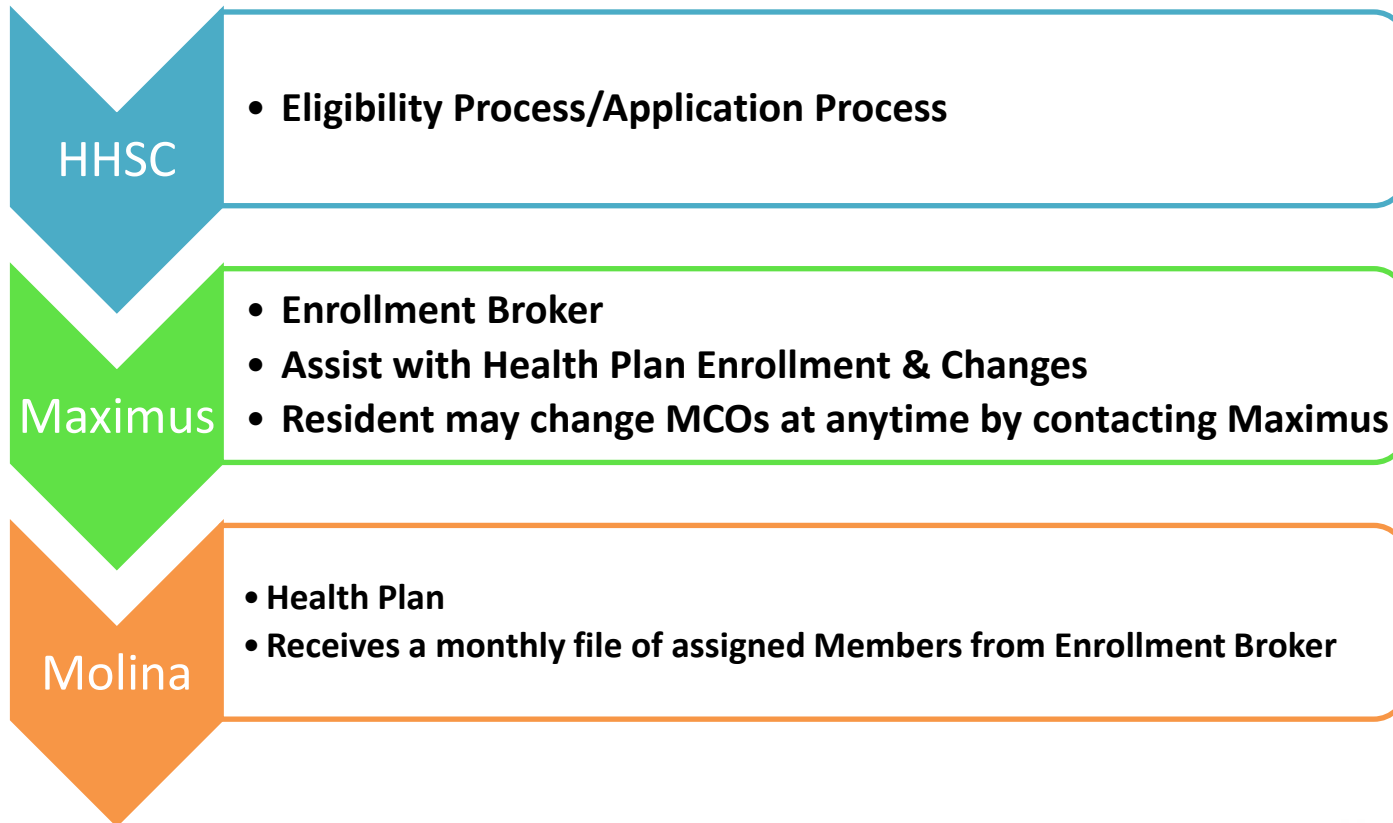 HHSC
• Eligibility Process/Application Process
Maximus
• Enrollment Broker
• Assist with Health Plan Enrollment & Changes
• Resident may change MCOs at anytime by contacting Maximus
Molina
• Health Plan
• Receives a monthly file of assigned Members from Enrollment Broker